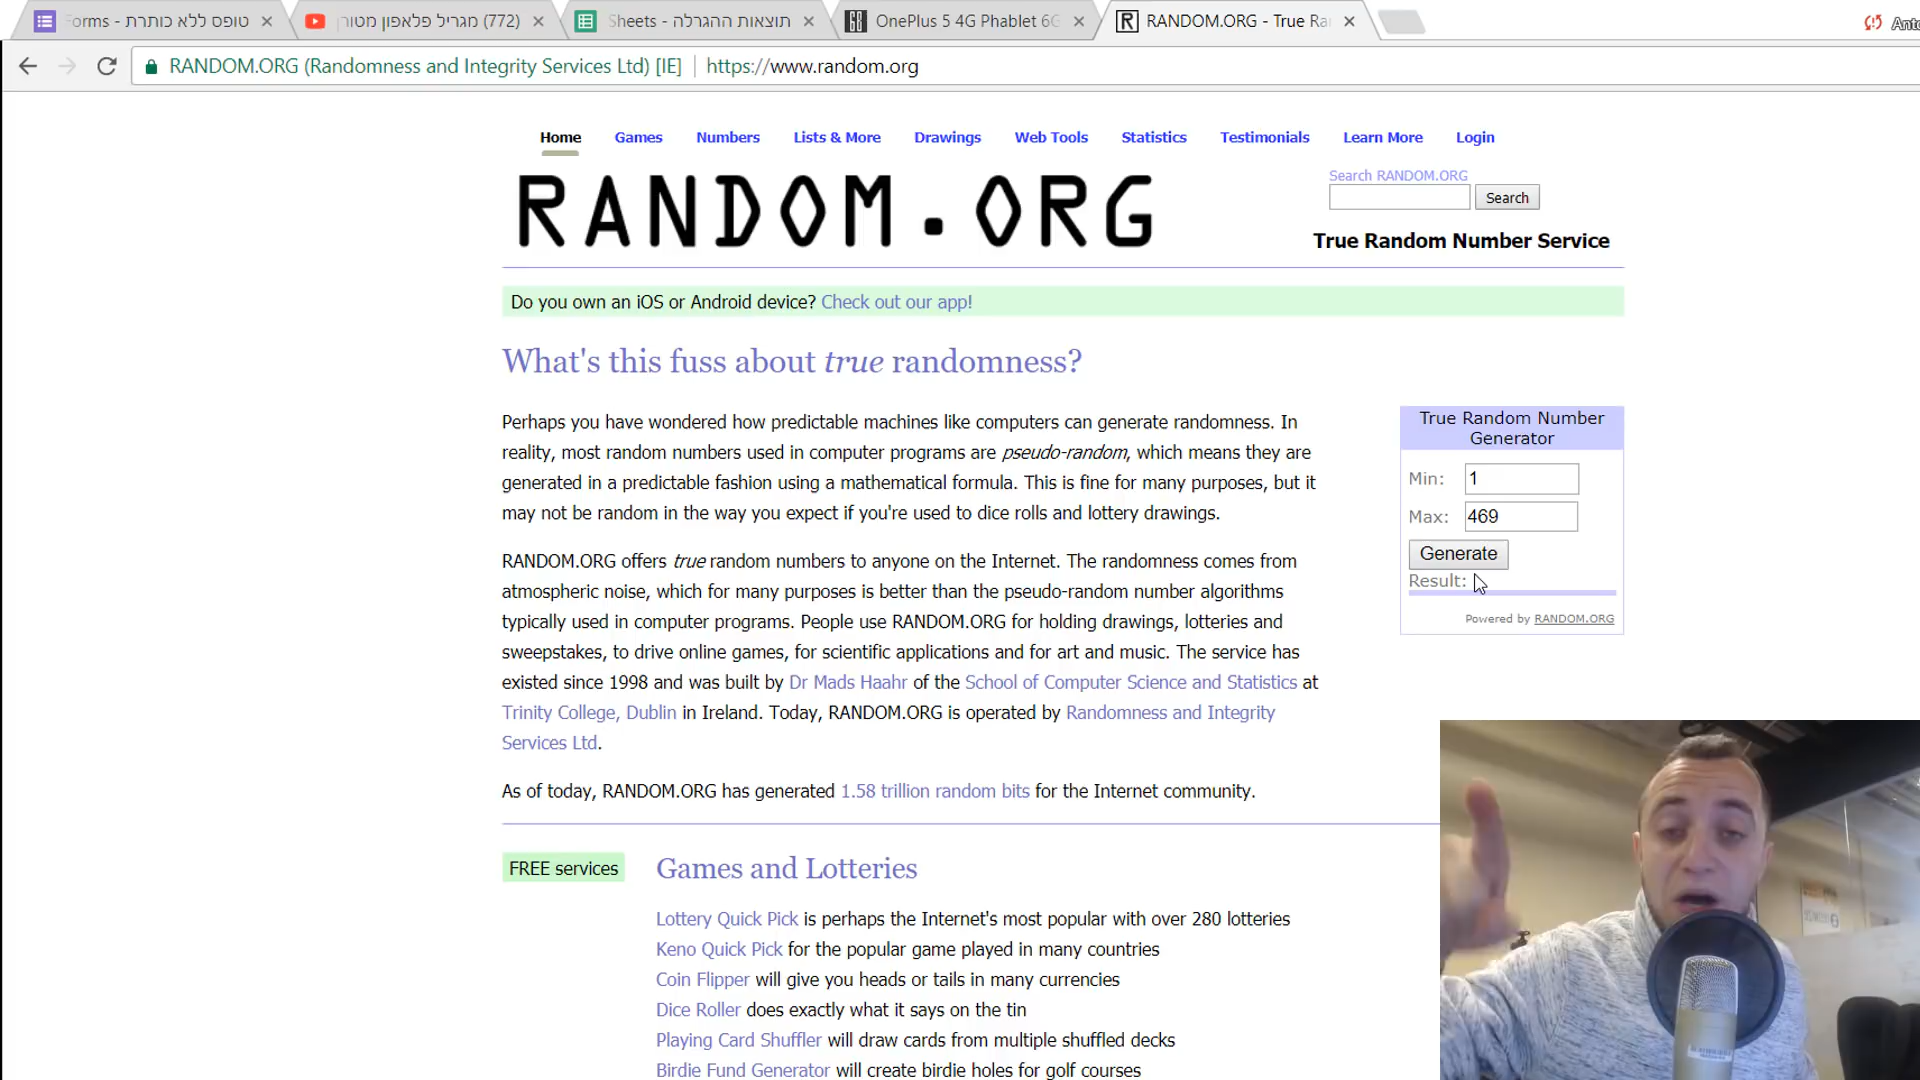 Forms - טופס ללא כותרת
(772) מגריל פלאפון מטורן
Sheets - תוצאות ההגרלה
OnePlus 5 4G Phablet 6G
RANDOM.ORG - True Ra
Anto
RANDOM.ORG (Randomness and Integrity Services Ltd) [IE] https://www.random.org
Home Games Numbers Lists & More Drawings Web Tools Statistics Testimonials Learn More Login
RANDOM.ORG
Search RANDOM.ORG
Search
True Random Number Service
Do you own an iOS or Android device? Check out our app!
What's this fuss about true randomness?
Perhaps you have wondered how predictable machines like computers can generate randomness. In
reality, most random numbers used in computer programs are pseudo-random, which means they are
generated in a predictable fashion using a mathematical formula. This is fine for many purposes, but it
may not be random in the way you expect if you're used to dice rolls and lottery drawings.
RANDOM.ORG offers true random numbers to anyone on the Internet. The randomness comes from
atmospheric noise, which for many purposes is better than the pseudo-random number algorithms
typically used in computer programs. People use RANDOM.ORG for holding drawings, lotteries and
sweepstakes, to drive online games, for scientific applications and for art and music. The service has
existed since 1998 and was built by Dr Mads Haahr of the School of Computer Science and Statistics at
Trinity College, Dublin in Ireland. Today, RANDOM.ORG is operated by Randomness and Integrity
Services Ltd.
As of today, RANDOM.ORG has generated 1.58 trillion random bits for the Internet community.
True Random Number
Generator
Min: 1
Max: 469
Generate
Result:
Powered by RANDOM.ORG
FREE services
Games and Lotteries
Lottery Quick Pick is perhaps the Internet's most popular with over 280 lotteries
Keno Quick Pick for the popular game played in many countries
Coin Flipper will give you heads or tails in many currencies
Dice Roller does exactly what it says on the tin
Playing Card Shuffler will draw cards from multiple shuffled decks
Birdie Fund Generator will create birdie holes for golf courses